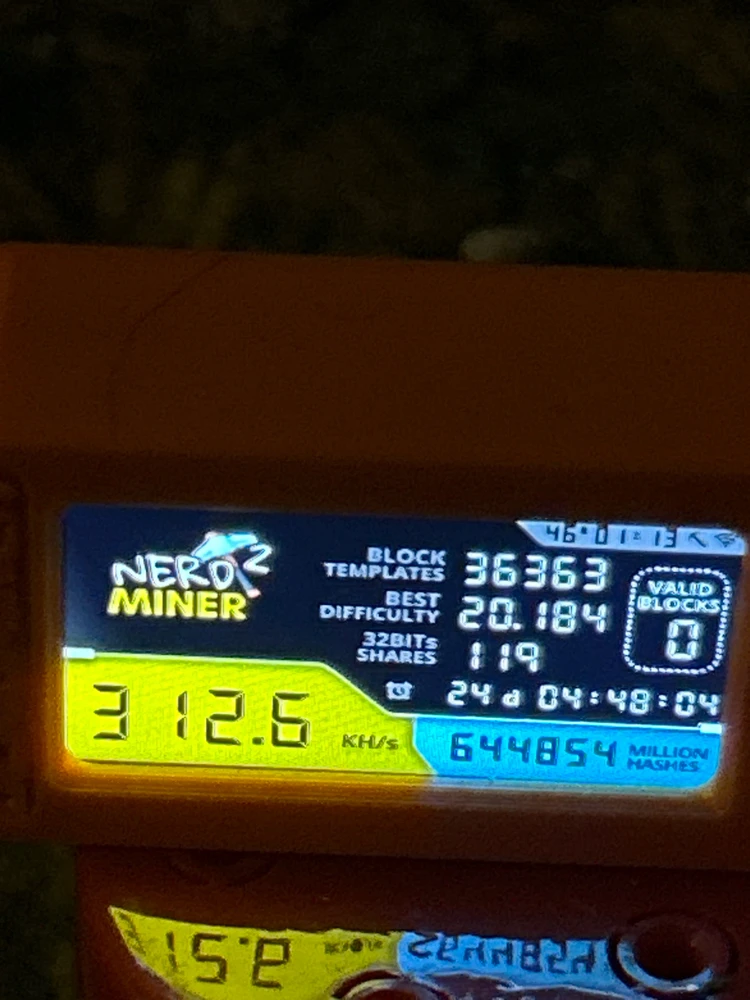 46°01:13
NERD 2
MINER
BLOCK TEMPLATES 36363
BEST DIFFICULTY 20.184
32BITs SHARES 119
VALID BLOCKS
0
24 d 04:48:04
312.6 KH/s
644854 MILLION HASHES